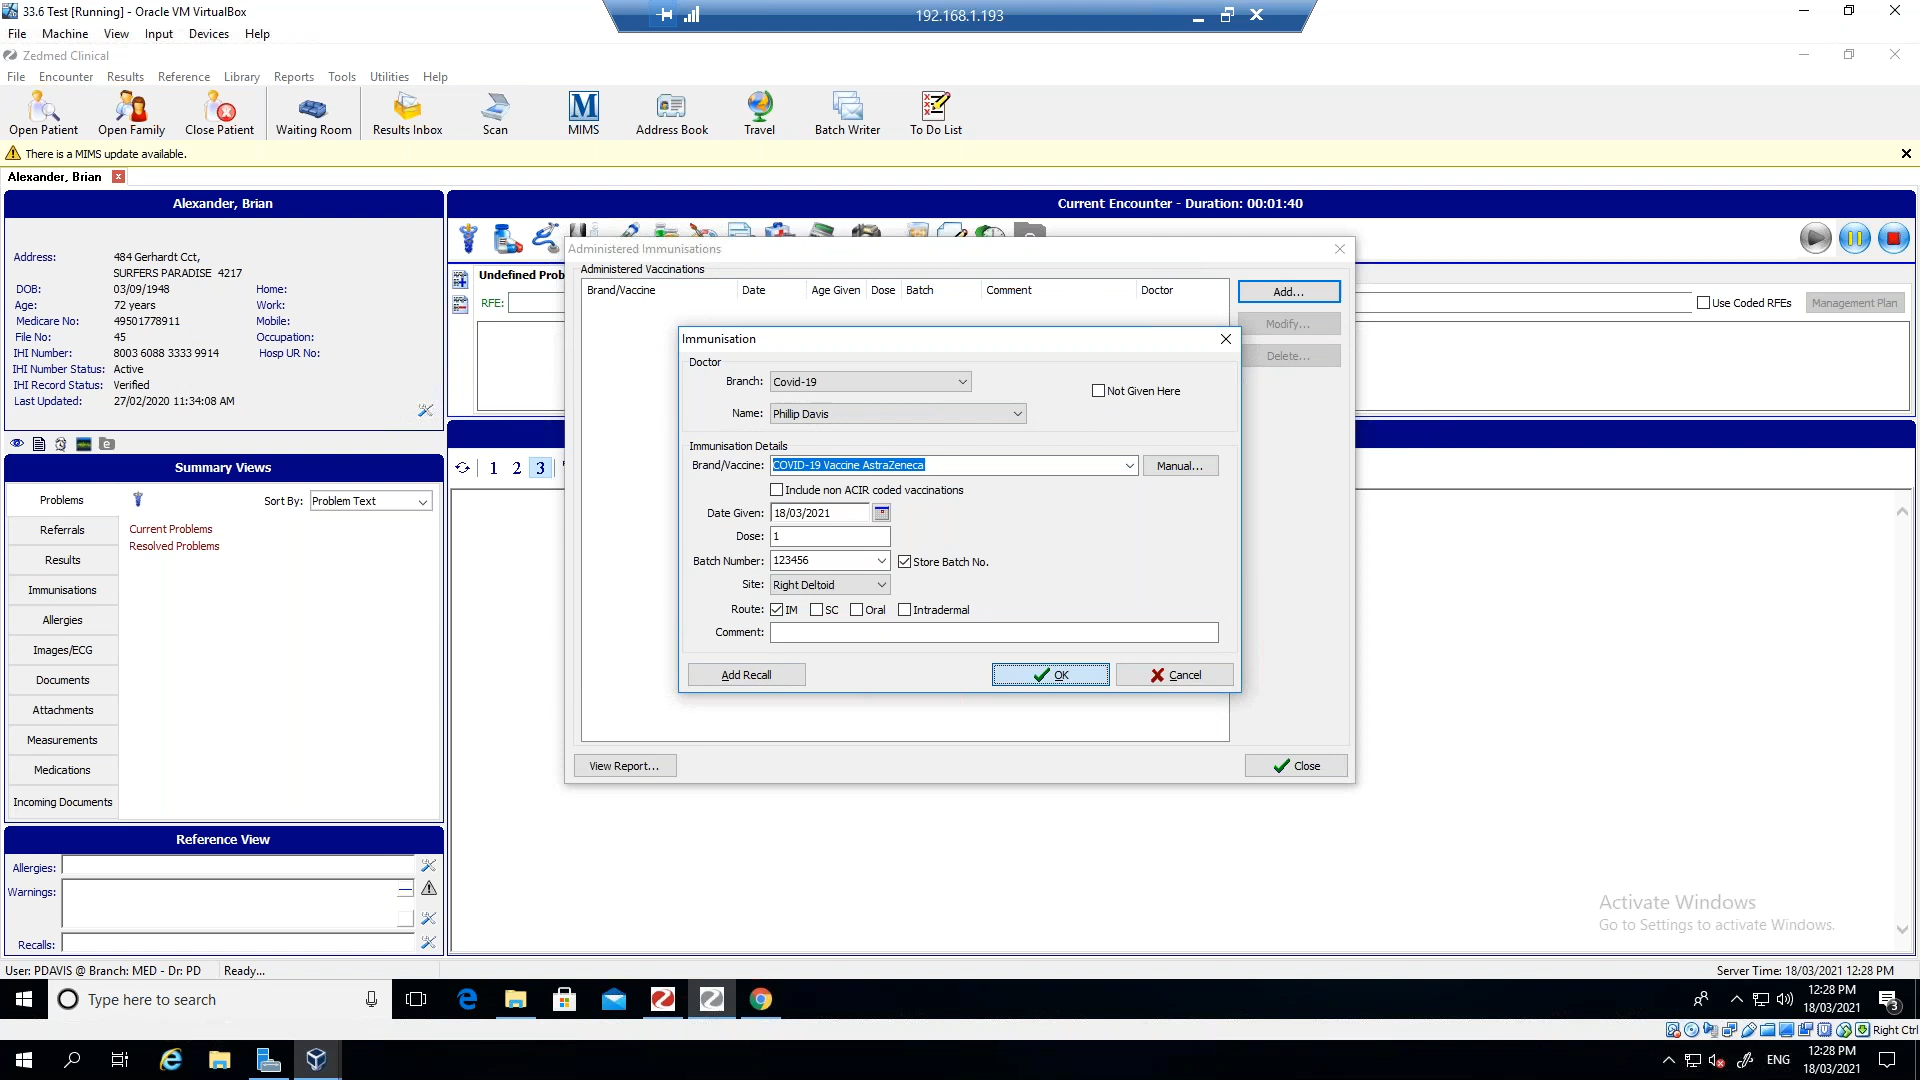 33.6 Test [Running] - Oracle VM VirtualBox
192.168.1.193
File Machine View Input Devices Help
Zedmed Clinical
File Encounter Results Reference Library Reports Tools Utilities Help
Open Patient Open Family Close Patient Waiting Room Results Inbox Scan MIMS Address Book Travel Batch Writer To Do List
There is a MIMS update available.
Alexander, Brian
Alexander, Brian
Address: 484 Gerhardt Cct,
SURFERS PARADISE 4217
DOB: 03/09/1948 Home:
Age: 72 years Work:
Medicare No: 49501778911 Mobile:
File No: 45 Occupation:
IHI Number: 8003 6088 3333 9914 Hosp UR No:
IHI Number Status: Active
IHI Record Status: Verified
Last Updated: 27/02/2020 11:34:08 AM
Current Encounter - Duration: 00:01:40
Undefined Prob
RFE:
Use Coded RFEs Management Plan
1 2 3
Summary Views
Problems Sort By: Problem Text
Current Problems
Resolved Problems
Referrals
Results
Immunisations
Allergies
Images/ECG
Documents
Attachments
Measurements
Medications
Incoming Documents
Reference View
Allergies:
Warnings:
Recalls:
Administered Immunisations
Administered Vaccinations
Brand/Vaccine Date Age Given Dose Batch Comment Doctor
Add...
Modify...
Delete...
Immunisation
Doctor
Branch: Covid-19
Not Given Here
Name: Phillip Davis
Immunisation Details
Brand/Vaccine: COVID-19 Vaccine AstraZeneca Manual...
Include non ACIR coded vaccinations
Date Given: 18/03/2021
Dose: 1
Batch Number: 123456 Store Batch No.
Site: Right Deltoid
Route: IM SC Oral Intradermal
Comment:
Add Recall OK Cancel
View Report... Close
Activate Windows
Go to Settings to activate Windows.
User: PDAVIS @ Branch: MED - Dr: PD Ready... Server Time: 18/03/2021 12:28 PM
Type here to search
12:28 PM
18/03/2021
3
Right Ctrl
ENG
12:28 PM
18/03/2021